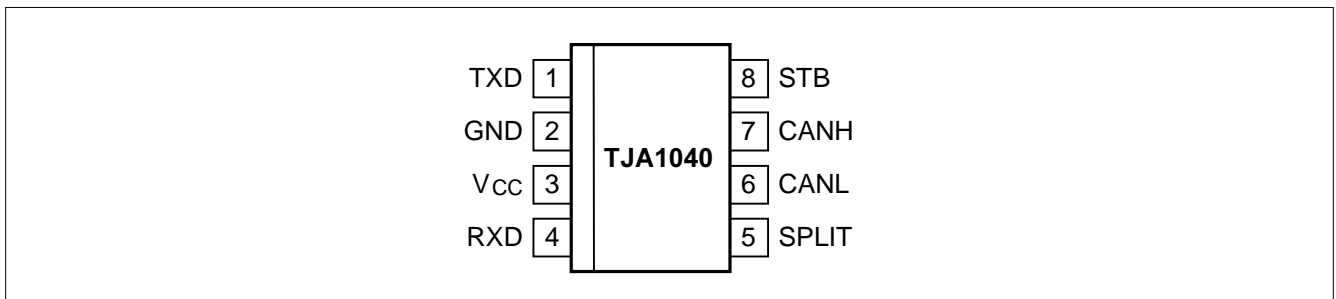 TXD 1 8 STB
GND 2 7 CANH
TJA1040
VCC 3 6 CANL
RXD 4 5 SPLIT